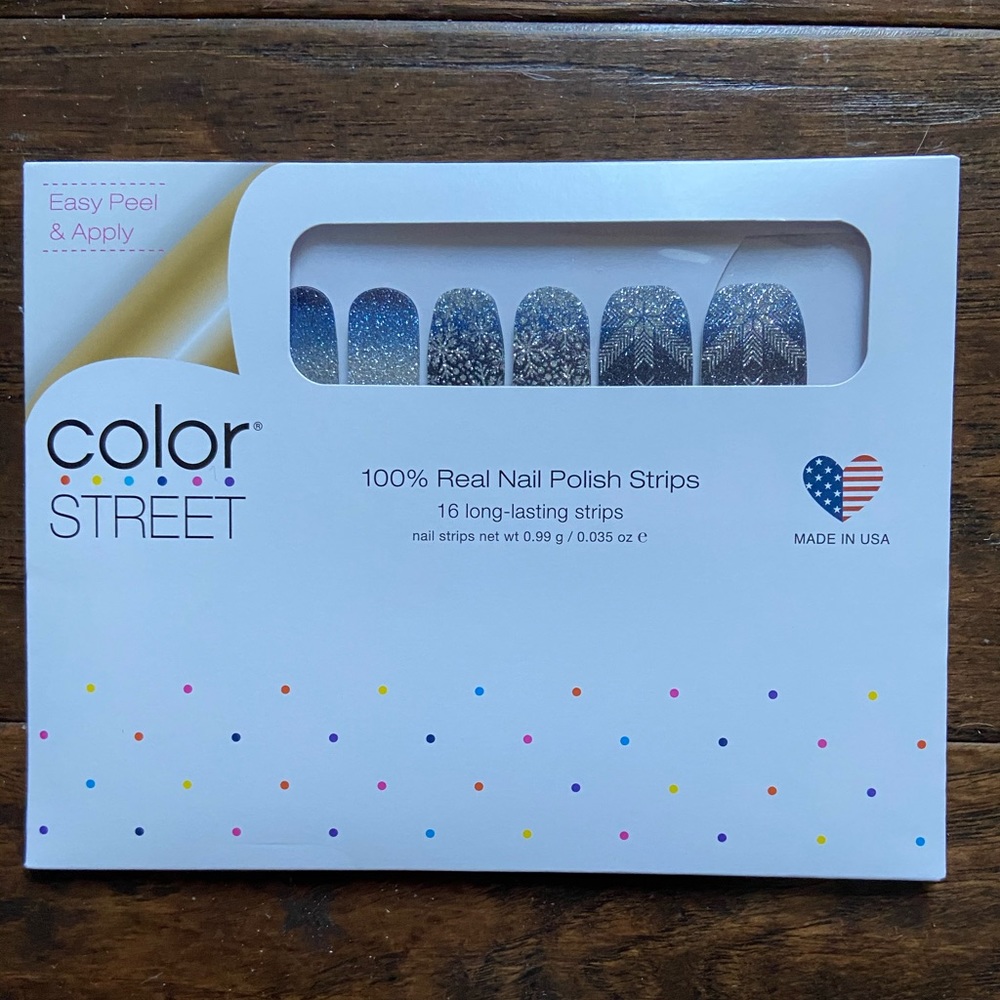 Easy Peel
& Apply
color®
STREET
100% Real Nail Polish Strips
16 long-lasting strips
nail strips net wt 0.99 g / 0.035 oz ℮
MADE IN USA